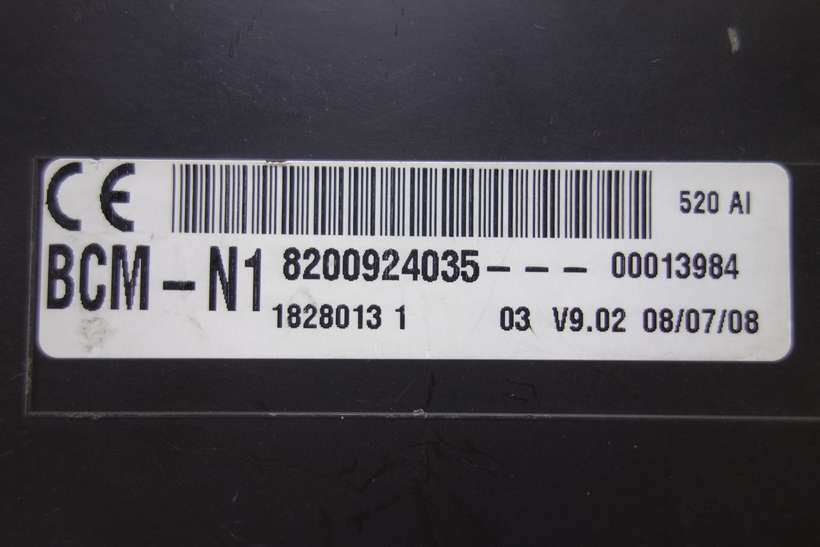 CE 520 AI
BCM-N1 8200924035--- 00013984
1828013 1 03 V9.02 08/07/08